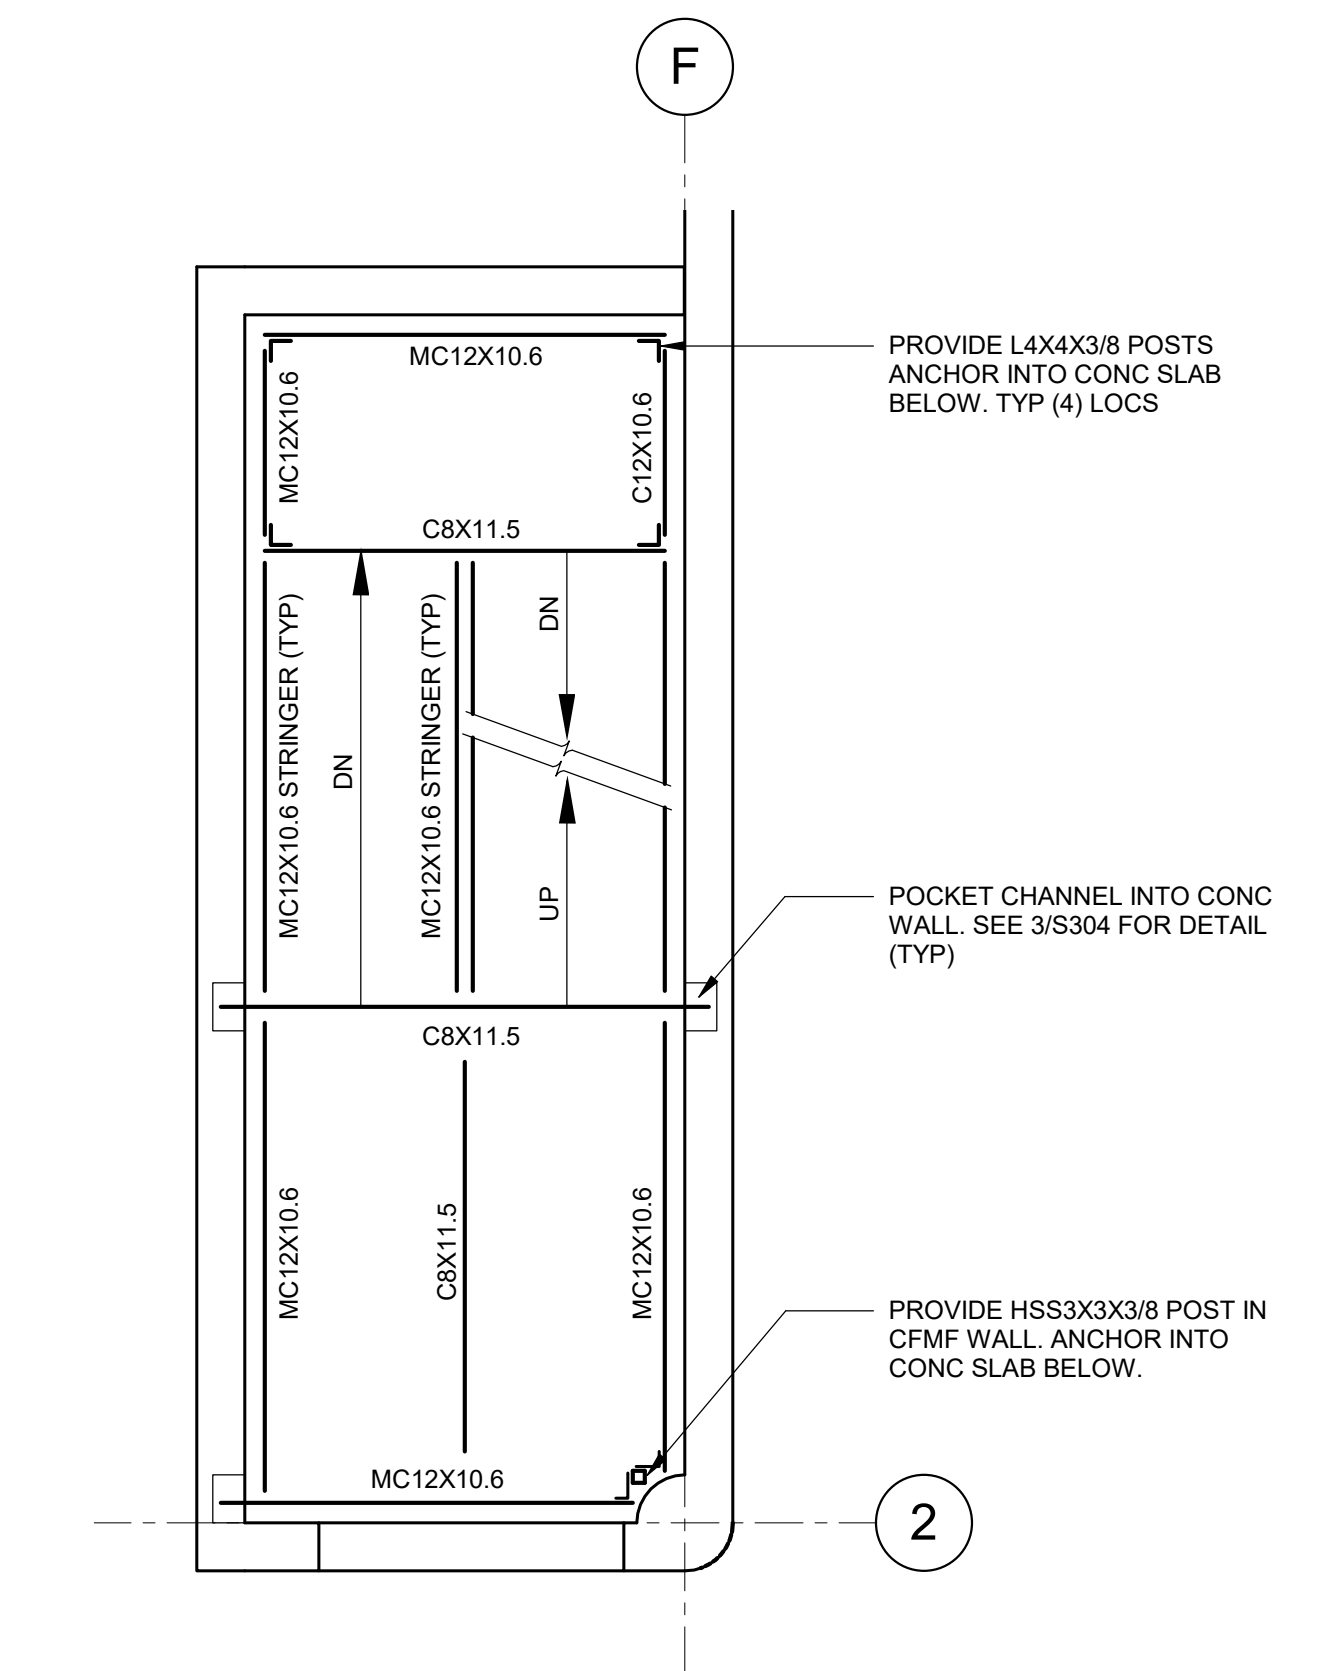 F
PROVIDE L4X4X3/8 POSTS
ANCHOR INTO CONC SLAB
BELOW. TYP (4) LOCS
MC12X10.6
MC12X10.6
C12X10.6
C8X11.5
MC12X10.6 STRINGER (TYP)
DN
MC12X10.6 STRINGER (TYP)
DN
UP
POCKET CHANNEL INTO CONC
WALL. SEE 3/S304 FOR DETAIL
(TYP)
C8X11.5
MC12X10.6
C8X11.5
MC12X10.6
PROVIDE HSS3X3X3/8 POST IN
CFMF WALL. ANCHOR INTO
CONC SLAB BELOW.
MC12X10.6
2